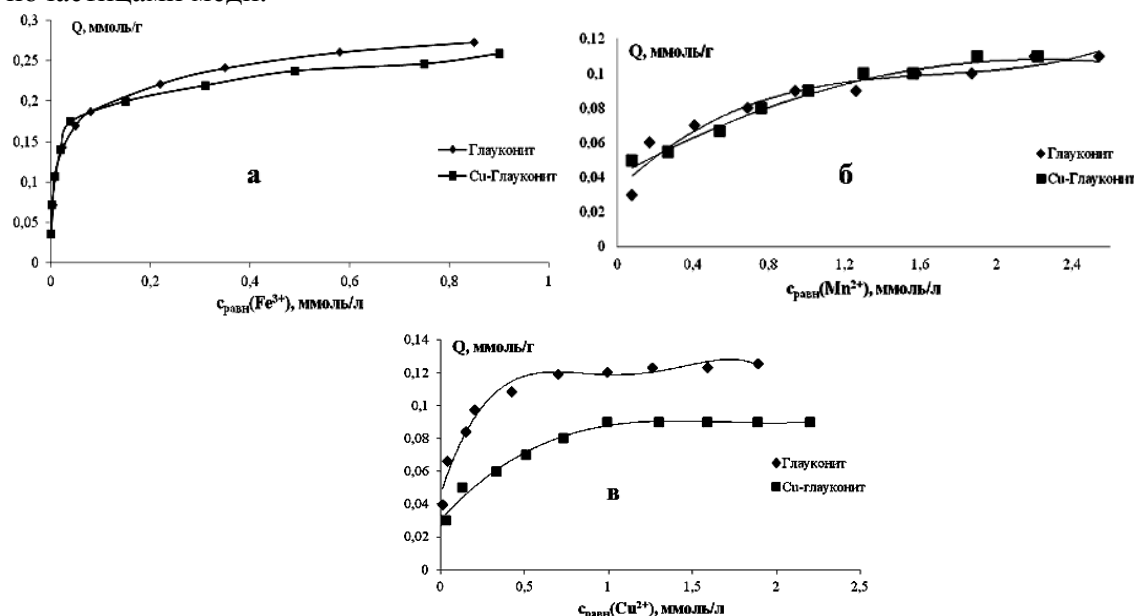 Q, ммоль/г
0,3
0,25
0,2
0,15
0,1
0,05
0
0
0,2
0,4
0,6
0,8
1
Глауконит
Cu-Глауконит
а
cравн(Fe³⁺), ммоль/л
Q, ммоль/г
0.12
0.1
0,08
0,06
0,04
0,02
0
0
0,4
0,8
1,2
1,6
2
2,4
Глауконит
Cu-Глауконит
б
cравн(Mn²⁺), ммоль/л
Q, ммоль/г
0,14
0,12
0,1
0,08
0,06
0,04
0,02
0
0
0,5
1
1,5
2
2,5
Глауконит
Cu-глауконит
в
cравн(Cu²⁺), ммоль/л